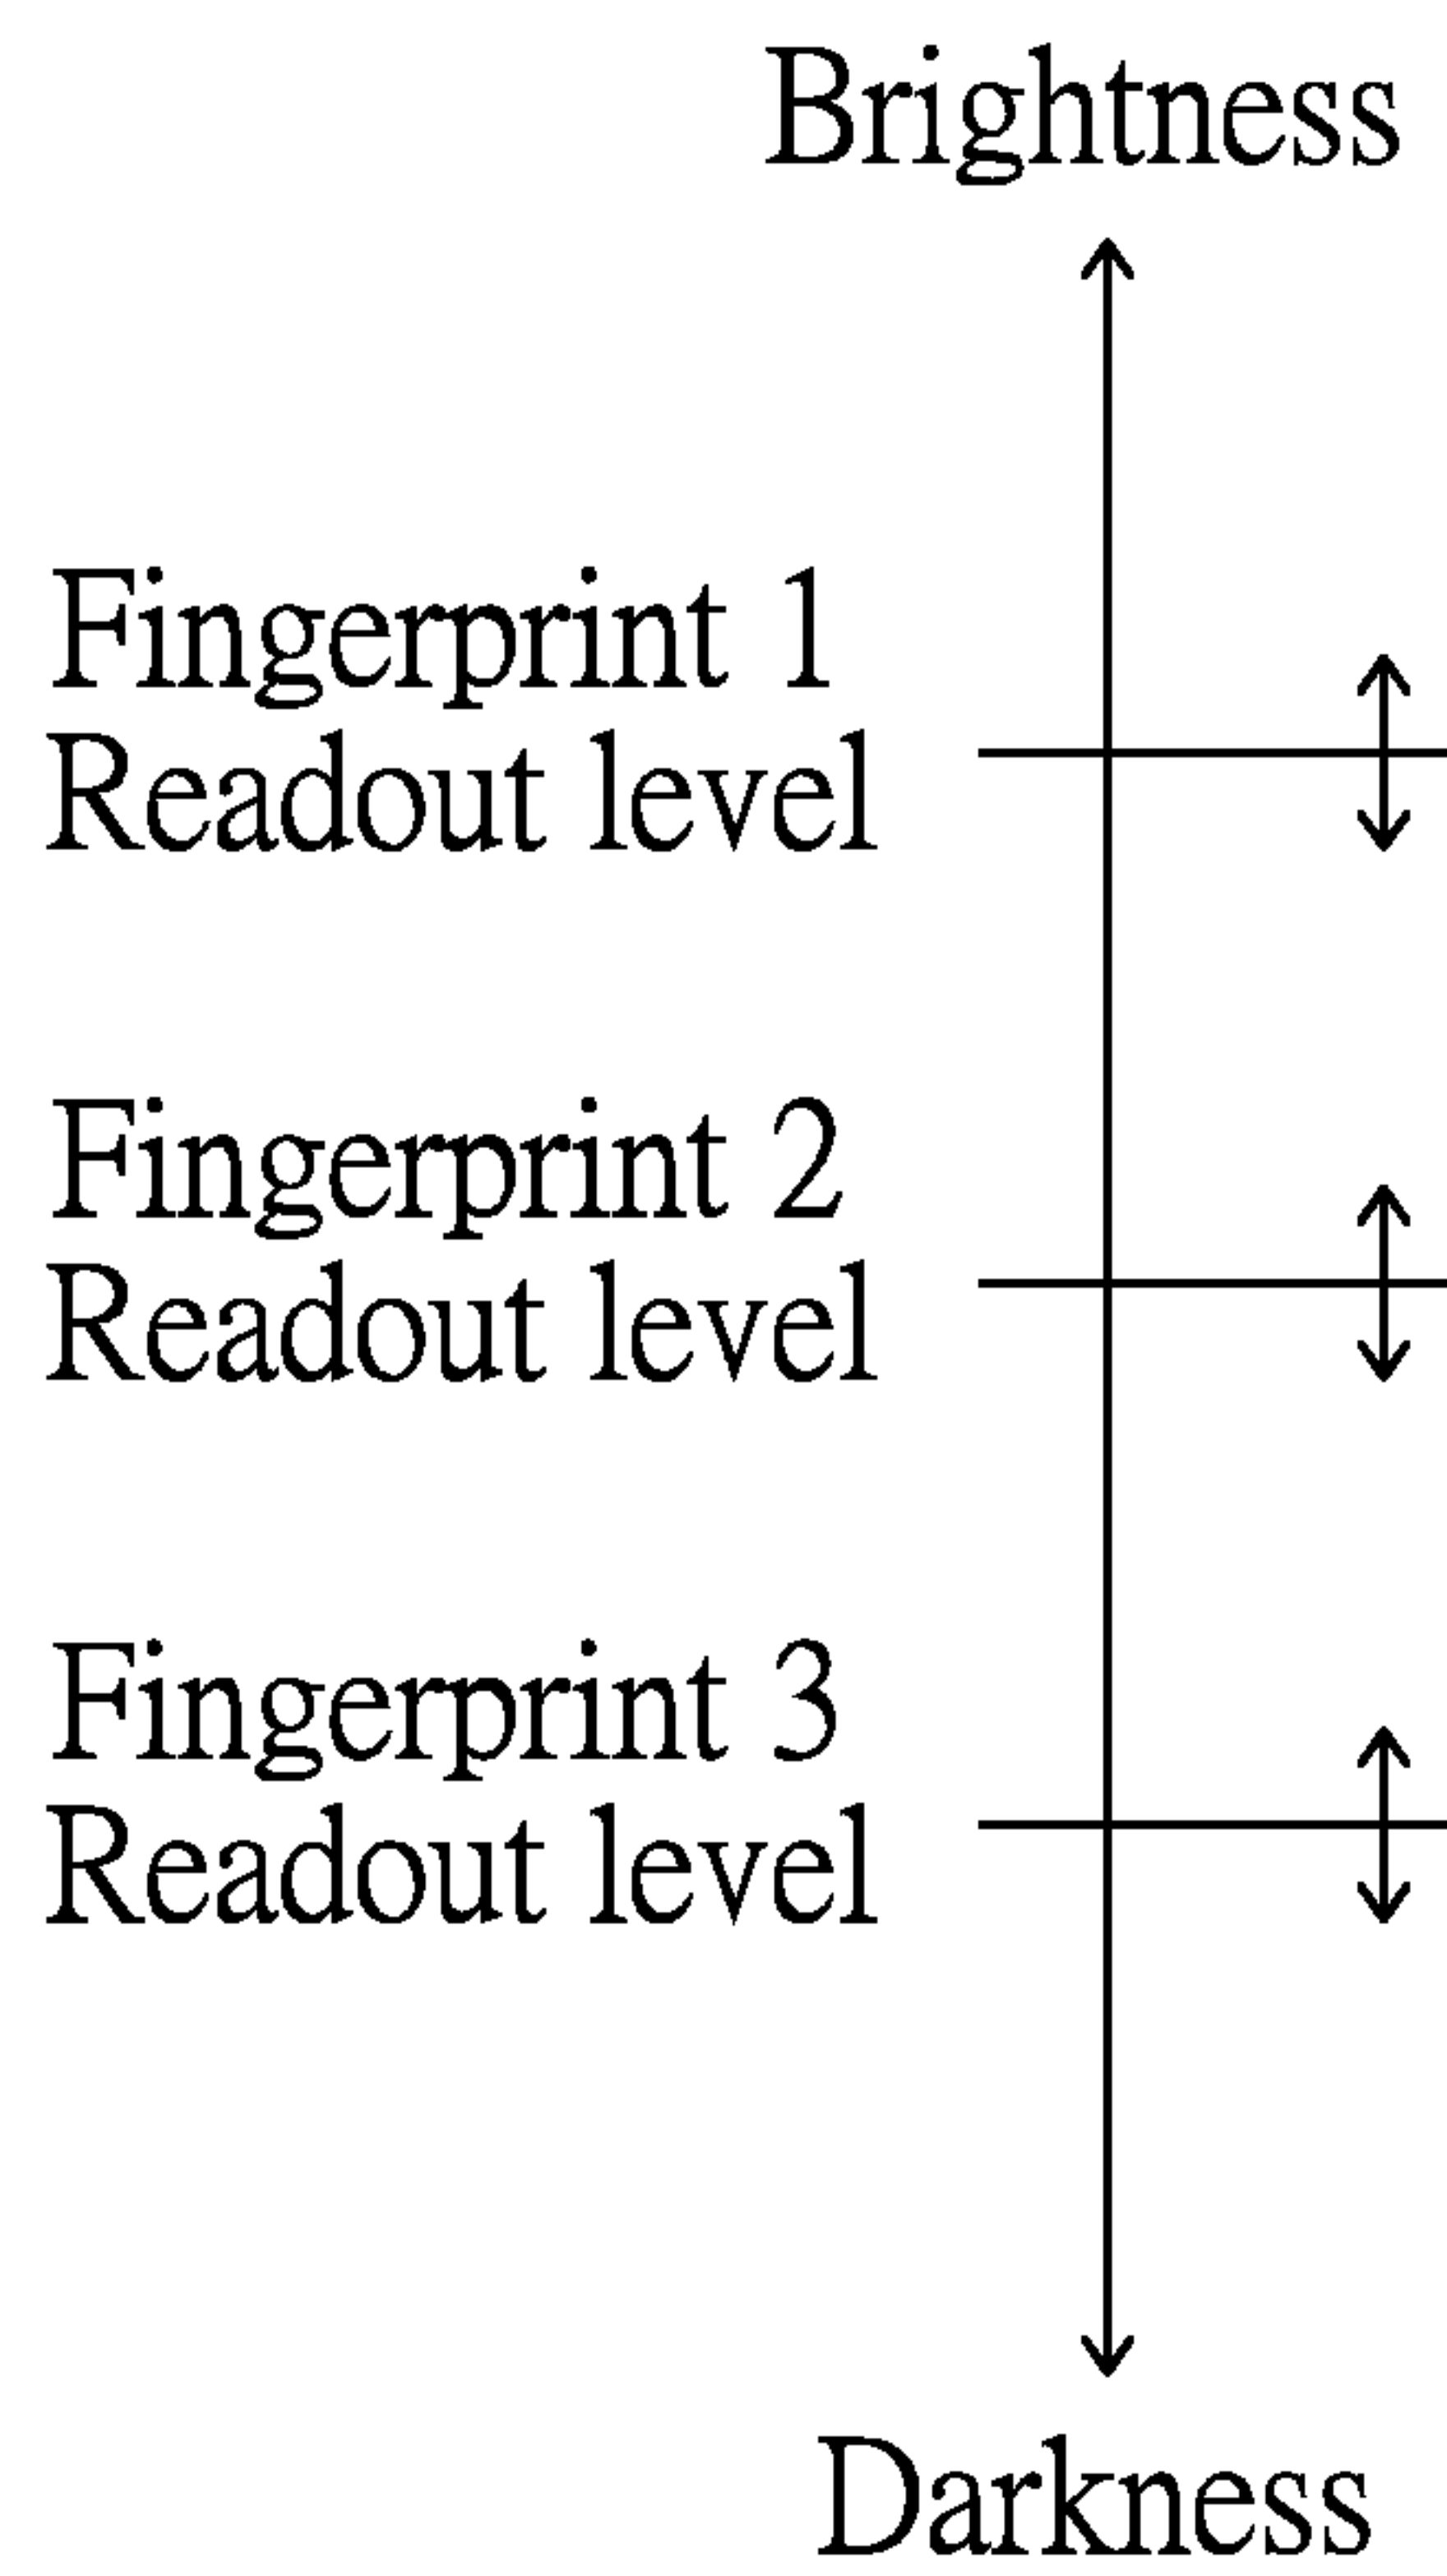 Brightness
Fingerprint 1
Readout level
Fingerprint 2
Readout level
Fingerprint 3
Readout level
Darkness